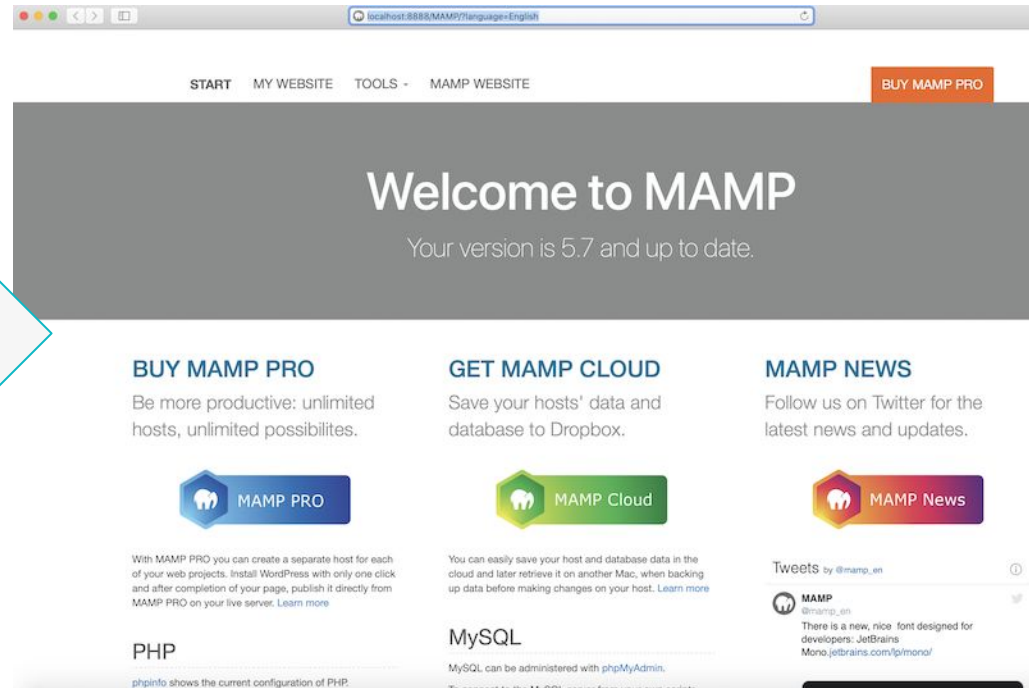 localhost:8888/MAMP/?language=English
START MY WEBSITE TOOLS MAMP WEBSITE
BUY MAMP PRO
Welcome to MAMP
Your version is 5.7 and up to date.
BUY MAMP PRO
Be more productive: unlimited
hosts, unlimited possibilites.
MAMP PRO
With MAMP PRO you can create a separate host for each
of your web projects. Install WordPress with only one click
and after completion of your page, publish it directly from
MAMP PRO on your live server. Learn more
PHP
phpinfo shows the current configuration of PHP.
GET MAMP CLOUD
Save your hosts' data and
database to Dropbox.
MAMP Cloud
You can easily save your host and database data in the
cloud and later retrieve it on another Mac, when backing
up data before making changes on your host. Learn more
MySQL
MySQL can be administered with phpMyAdmin.
MAMP NEWS
Follow us on Twitter for the
latest news and updates.
MAMP News
Tweets by @mamp_en
MAMP
@mamp_en
There is a new, nice font designed for
developers: JetBrains
Mono.jetbrains.com/lp/mono/